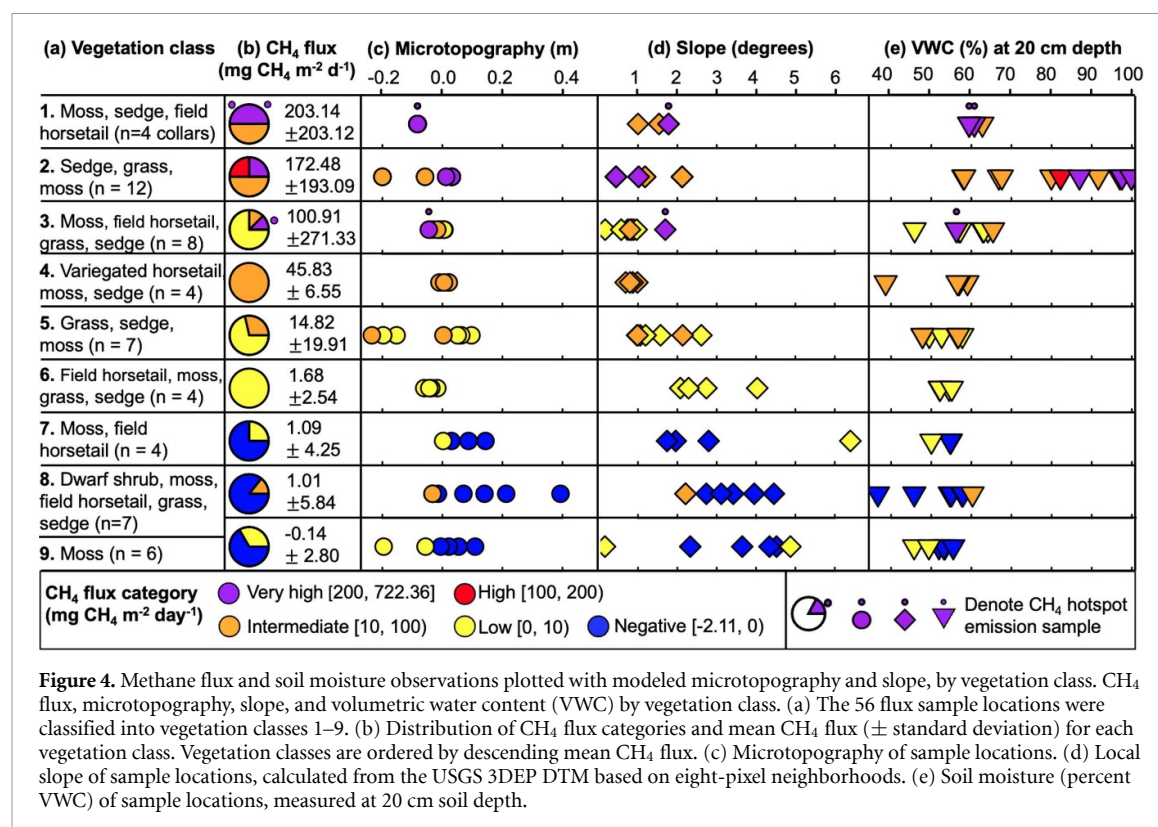 (a) Vegetation class (b) CH₄ flux (c) Microtopography (m) (d) Slope (degrees) (e) VWC (%) at 20 cm depth
(mg CH₄ m⁻² d⁻¹) -0.2 0.0 0.2 0.4 1 2 3 4 5 6 40 50 60 70 80 90 100
1. Moss, sedge, field 203.14
horsetail (n=4 collars) ±203.12
2. Sedge, grass, 172.48
moss (n = 12) ±193.09
3. Moss, field horsetail, 100.91
grass, sedge (n = 8) ±271.33
4. Variegated horsetail 45.83
moss, sedge (n = 4) ± 6.55
5. Grass, sedge, 14.82
moss (n = 7) ±19.91
6. Field horsetail, moss, 1.68
grass, sedge (n = 4) ±2.54
7. Moss, field 1.09
horsetail (n = 4) ± 4.25
8. Dwarf shrub, moss, 1.01
field horsetail, grass, ±5.84
sedge (n=7)
-0.14
9. Moss (n = 6) ± 2.80
CH₄ flux category Very high [200, 722.36] High [100, 200) Denote CH₄ hotspot
(mg CH₄ m⁻² day⁻¹) Intermediate [10, 100) Low [0, 10) Negative [-2.11, 0) emission sample
Figure 4. Methane flux and soil moisture observations plotted with modeled microtopography and slope, by vegetation class. CH₄
flux, microtopography, slope, and volumetric water content (VWC) by vegetation class. (a) The 56 flux sample locations were
classified into vegetation classes 1–9. (b) Distribution of CH₄ flux categories and mean CH₄ flux (± standard deviation) for each
vegetation class. Vegetation classes are ordered by descending mean CH₄ flux. (c) Microtopography of sample locations. (d) Local
slope of sample locations, calculated from the USGS 3DEP DTM based on eight-pixel neighborhoods. (e) Soil moisture (percent
VWC) of sample locations, measured at 20 cm soil depth.